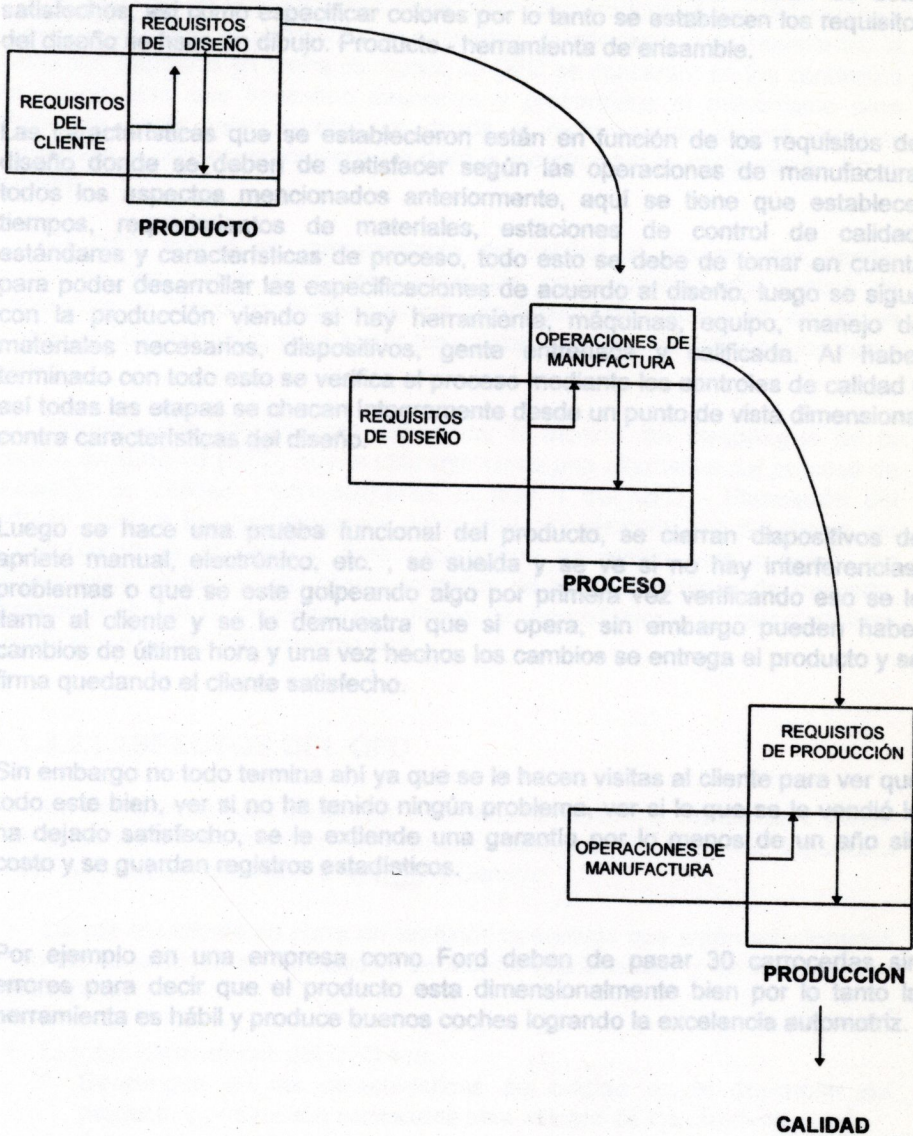 satisfechos, así como especificar colores por lo tanto se establecen los requisito
del diseño dibujo. Producto - herramienta de ensamble.
REQUISITOS
DE DISEÑO
REQUISITOS
DEL
CLIENTE
PRODUCTO
Las características que se establecieron están en función de los requisitos de
diseño donde se deben de satisfacer según las operaciones de manufactura
todos los aspectos mencionados anteriormente, aquí se tiene que establece
tiempos, requerimientos de materiales, estaciones de control de calidad
estándares y características de proceso, todo esto se debe de tomar en cuent
para poder desarrollar las especificaciones de acuerdo al diseño, luego se sigu
con la producción viendo si hay herramienta, máquinas, equipo, manejo de
materiales necesarios, dispositivos, gente calificada. Al habe
terminado con todo esto se verifica el proceso mediante los controles de calidad
así todas las etapas se checan íntegramente desde un punto de vista dimensiona
contra características del diseño.
OPERACIONES DE
MANUFACTURA
REQUISITOS
DE DISEÑO
PROCESO
Luego se hace una prueba funcional del producto, se cierran dispositivos de
apriete manual, electrónico, etc. , se suelda y se ve si no hay interferencias
problemas o que se este golpeando algo por primera vez verificando eso se le
llama al cliente y se le demuestra que si opera, sin embargo pueden habe
cambios de última hora y una vez hechos los cambios se entrega el producto y se
firma quedando el cliente satisfecho.
REQUISITOS
DE PRODUCCIÓN
Sin embargo no todo termina ahí ya que se le hacen visitas al cliente para ver que
todo este bien, ver si no ha tenido ningún problema, ver si lo que se le vendió l
ha dejado satisfecho, se le extiende una garantía por lo menos de un año si
costo y se guardan registros estadísticos.
OPERACIONES DE
MANUFACTURA
Por ejemplo en una empresa como Ford deben de pasar 30 carrocerías sin
errores para decir que el producto esta dimensionalmente bien por lo tanto la
herramienta es hábil y produce buenos coches logrando la excelancia automotriz.
PRODUCCIÓN
CALIDAD